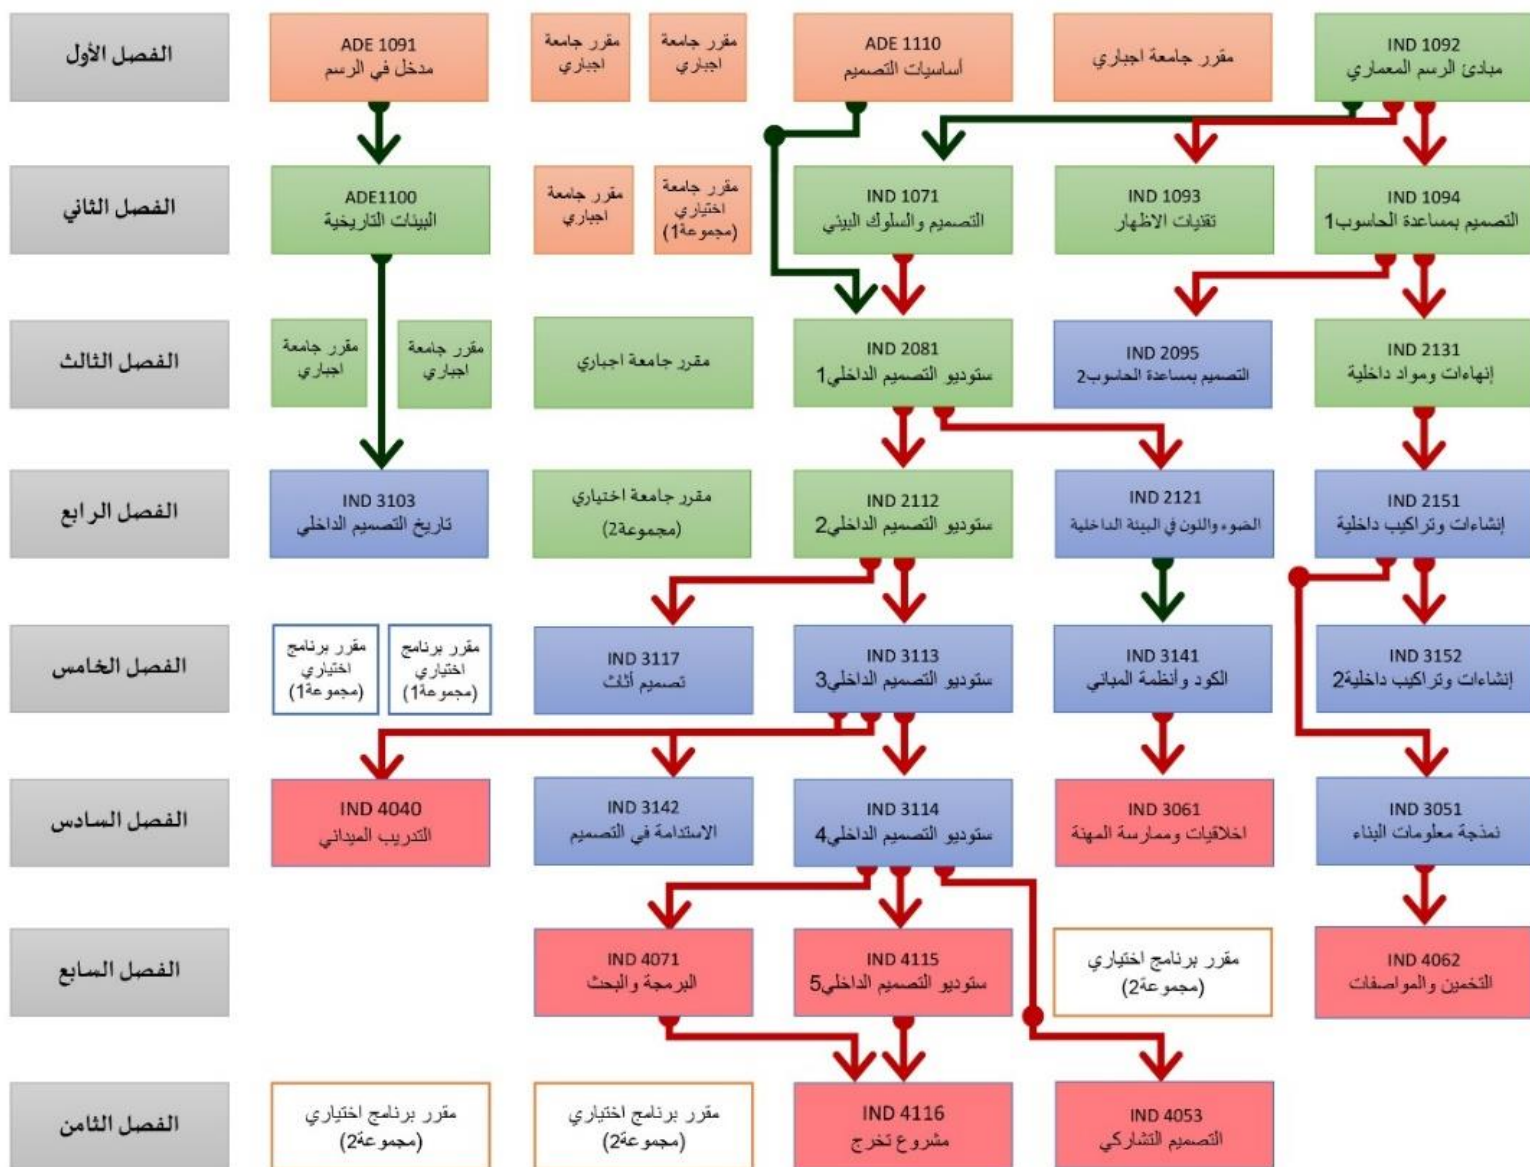 الفصل الأول
IND 1092
مبادئ الرسم المعماري
مقرر جامعة اجباري
ADE 1110
أساسيات التصميم
مقرر جامعة
اجباري
مقرر جامعة
اجباري
ADE 1091
مدخل في الرسم
الفصل الثاني
IND 1094
التصميم بمساعدة الحاسوب1
IND 1093
تقنيات الاظهار
IND 1071
التصميم والسلوك البيئي
مقرر جامعة
اختياري
(مجموعة1)
مقرر جامعة
اجباري
ADE1100
البيئات التاريخية
الفصل الثالث
IND 2131
إنهاءات ومواد داخلية
IND 2095
التصميم بمساعدة الحاسوب2
IND 2081
ستوديو التصميم الداخلي1
مقرر جامعة اجباري
مقرر جامعة
اجباري
مقرر جامعة
اجباري
الفصل الرابع
IND 2151
إنشاءات وتراكيب داخلية
IND 2121
الضوء واللون في البيئة الداخلية
IND 2112
ستوديو التصميم الداخلي2
مقرر جامعة اختياري
(مجموعة2)
IND 3103
تاريخ التصميم الداخلي
الفصل الخامس
IND 3152
إنشاءات وتراكيب داخلية2
IND 3141
الكود وأنظمة المباني
IND 3113
ستوديو التصميم الداخلي3
IND 3117
تصميم أثاث
مقرر برنامج
اختياري
(مجموعة1)
مقرر برنامج
اختياري
(مجموعة1)
الفصل السادس
IND 3051
نمذجة معلومات البناء
IND 3061
اخلاقيات وممارسة المهنة
IND 3114
ستوديو التصميم الداخلي4
IND 3142
الاستدامة في التصميم
IND 4040
التدريب الميداني
الفصل السابع
IND 4062
التخمين والمواصفات
مقرر برنامج اختياري
(مجموعة2)
IND 4115
ستوديو التصميم الداخلي5
IND 4071
البرمجة والبحث
الفصل الثامن
IND 4053
التصميم التشاركي
IND 4116
مشروع تخرج
مقرر برنامج اختياري
(مجموعة2)
مقرر برنامج اختياري
(مجموعة2)